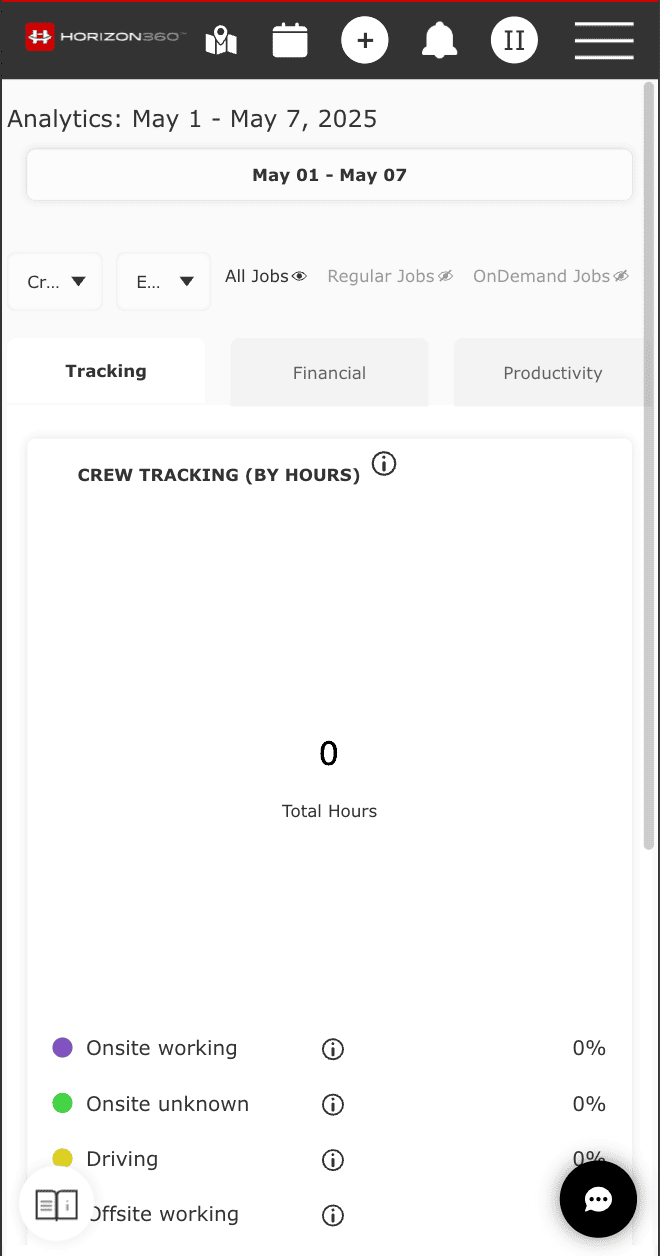 HORIZON360™
II
Analytics: May 1 - May 7, 2025
May 01 - May 07
Cr... E... All Jobs Regular Jobs OnDemand Jobs
Tracking Financial Productivity
CREW TRACKING (BY HOURS)
0
Total Hours
Onsite working 0%
Onsite unknown 0%
Driving 0%
Offsite working